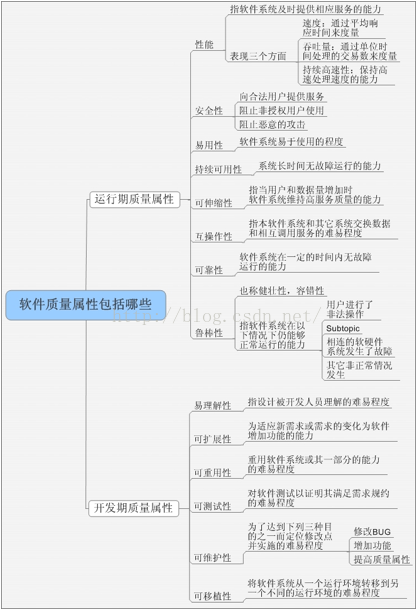 软件质量属性包括哪些
运行期质量属性
性能
指软件系统及时提供相应服务的能力
表现三个方面
速度：通过平均响
应时间来度量
吞吐量：通过单位时
间处理的交易数来度量
持续高速性：保持高
速处理速度的能力
安全性
向合法用户提供服务
阻止非授权用户使用
阻止恶意的攻击
易用性
软件系统易于使用的程度
持续可用性
系统长时间无故障运行的能力
可伸缩性
指当用户和数据量增加时
软件系统维持高服务质量的能力
互操作性
指本软件系统和其它系统交换数据
和相互调用服务的难易程度
可靠性
软件系统在一定的时间内无故障
运行的能力
鲁棒性
也称健壮性，容错性
指软件系统在以
下情况下仍能够
正常运行的能力
用户进行了
非法操作
Subtopic
相连的软硬件
系统发生了故障
其它非正常情况
发生
开发期质量属性
易理解性
指设计被开发人员理解的难易程度
可扩展性
为适应新需求或需求的变化为软件
增加功能的能力
可重用性
重用软件系统或其一部分的能力
的难易程度
可测试性
对软件测试以证明其满足需求规约
的难易程度
可维护性
为了达到下列三种目
的之一而定位修改点
并实施的难易程度
修改BUG
增加功能
提高质量属性
可移植性
将软件系统从一个运行环境转移到另
一个不同的运行环境的难易程度
http://blog.csdn.net/